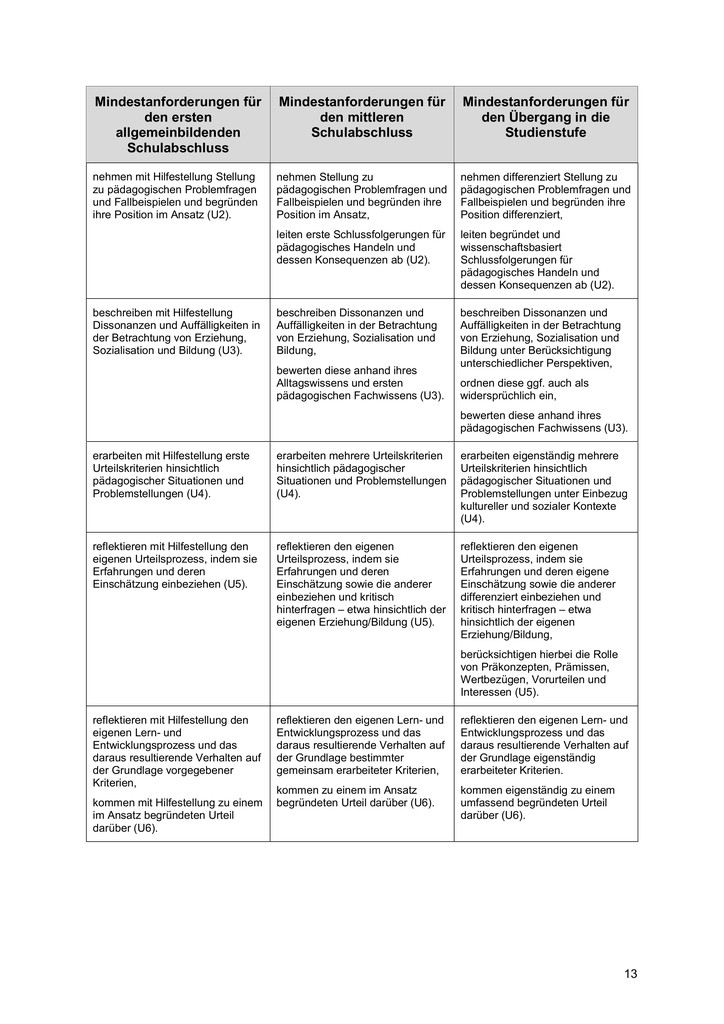 Mindestanforderungen für
den ersten
allgemeinbildenden
Schulabschluss
Mindestanforderungen für
den mittleren
Schulabschluss
Mindestanforderungen für
den Übergang in die
Studienstufe
nehmen mit Hilfestellung Stellung
zu pädagogischen Problemfragen
und Fallbeispielen und begründen
ihre Position im Ansatz (U2).
nehmen Stellung zu
pädagogischen Problemfragen und
Fallbeispielen und begründen ihre
Position im Ansatz,
leiten erste Schlussfolgerungen für
pädagogisches Handeln und
dessen Konsequenzen ab (U2).
nehmen differenziert Stellung zu
pädagogischen Problemfragen und
Fallbeispielen und begründen ihre
Position differenziert,
leiten begründet und
wissenschaftsbasiert
Schlussfolgerungen für
pädagogisches Handeln und
dessen Konsequenzen ab (U2).
beschreiben mit Hilfestellung
Dissonanzen und Auffälligkeiten in
der Betrachtung von Erziehung,
Sozialisation und Bildung (U3).
beschreiben Dissonanzen und
Auffälligkeiten in der Betrachtung
von Erziehung, Sozialisation und
Bildung,
bewerten diese anhand ihres
Alltagswissens und ersten
pädagogischen Fachwissens (U3).
beschreiben Dissonanzen und
Auffälligkeiten in der Betrachtung
von Erziehung, Sozialisation und
Bildung unter Berücksichtigung
unterschiedlicher Perspektiven,
ordnen diese ggf. auch als
widersprüchlich ein,
bewerten diese anhand ihres
pädagogischen Fachwissens (U3).
erarbeiten mit Hilfestellung erste
Urteilskriterien hinsichtlich
pädagogischer Situationen und
Problemstellungen (U4).
erarbeiten mehrere Urteilskriterien
hinsichtlich pädagogischer
Situationen und Problemstellungen
(U4).
erarbeiten eigenständig mehrere
Urteilskriterien hinsichtlich
pädagogischer Situationen und
Problemstellungen unter Einbezug
kultureller und sozialer Kontexte
(U4).
reflektieren mit Hilfestellung den
eigenen Urteilsprozess, indem sie
Erfahrungen und deren
Einschätzung einbeziehen (U5).
reflektieren den eigenen
Urteilsprozess, indem sie
Erfahrungen und deren
Einschätzung sowie die anderer
einbeziehen und kritisch
hinterfragen – etwa hinsichtlich der
eigenen Erziehung/Bildung (U5).
reflektieren den eigenen
Urteilsprozess, indem sie
Erfahrungen und deren eigene
Einschätzung sowie die anderer
differenziert einbeziehen und
kritisch hinterfragen – etwa
hinsichtlich der eigenen
Erziehung/Bildung,
berücksichtigen hierbei die Rolle
von Präkonzepten, Prämissen,
Wertbezügen, Vorurteilen und
Interessen (U5).
reflektieren mit Hilfestellung den
eigenen Lern- und
Entwicklungsprozess und das
daraus resultierende Verhalten auf
der Grundlage vorgegebener
Kriterien,
kommen mit Hilfestellung zu einem
im Ansatz begründeten Urteil
darüber (U6).
reflektieren den eigenen Lern- und
Entwicklungsprozess und das
daraus resultierende Verhalten auf
der Grundlage bestimmter
gemeinsam erarbeiteter Kriterien,
kommen zu einem im Ansatz
begründeten Urteil darüber (U6).
reflektieren den eigenen Lern- und
Entwicklungsprozess und das
daraus resultierende Verhalten auf
der Grundlage eigenständig
erarbeiteter Kriterien.
kommen eigenständig zu einem
umfassend begründeten Urteil
darüber (U6).
13